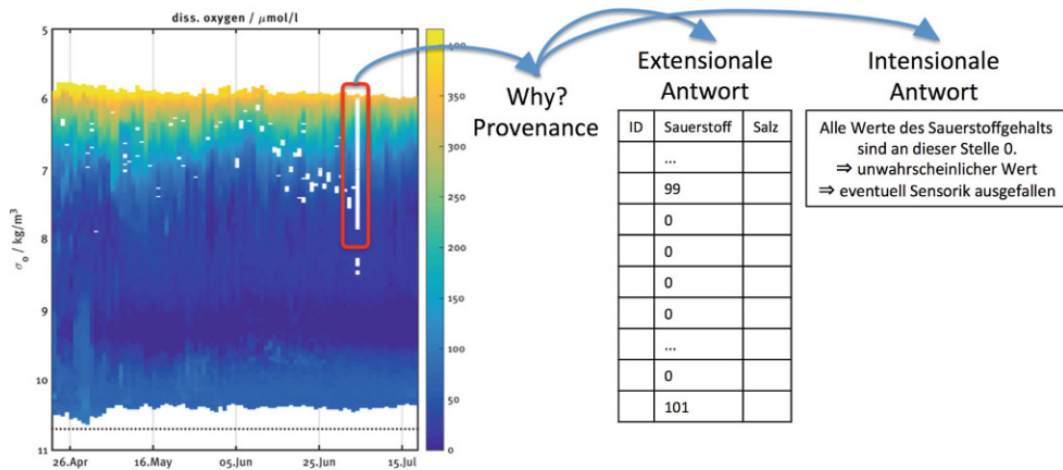 diss. oxygen / μmol/l
5
6
7
8
9
10
11
σ₀ / kg/m³
26.Apr
16.May
05.Jun
25.Jun
15.Jul
350
300
250
200
150
100
50
0
Why?
Provenance
Extensionale
Antwort
ID Sauerstoff Salz
...
99
0
0
0
0
...
0
101
Intensionale
Antwort
Alle Werte des Sauerstoffgehalts
sind an dieser Stelle 0.
⇒ unwahrscheinlicher Wert
⇒ eventuell Sensorik ausgefallen